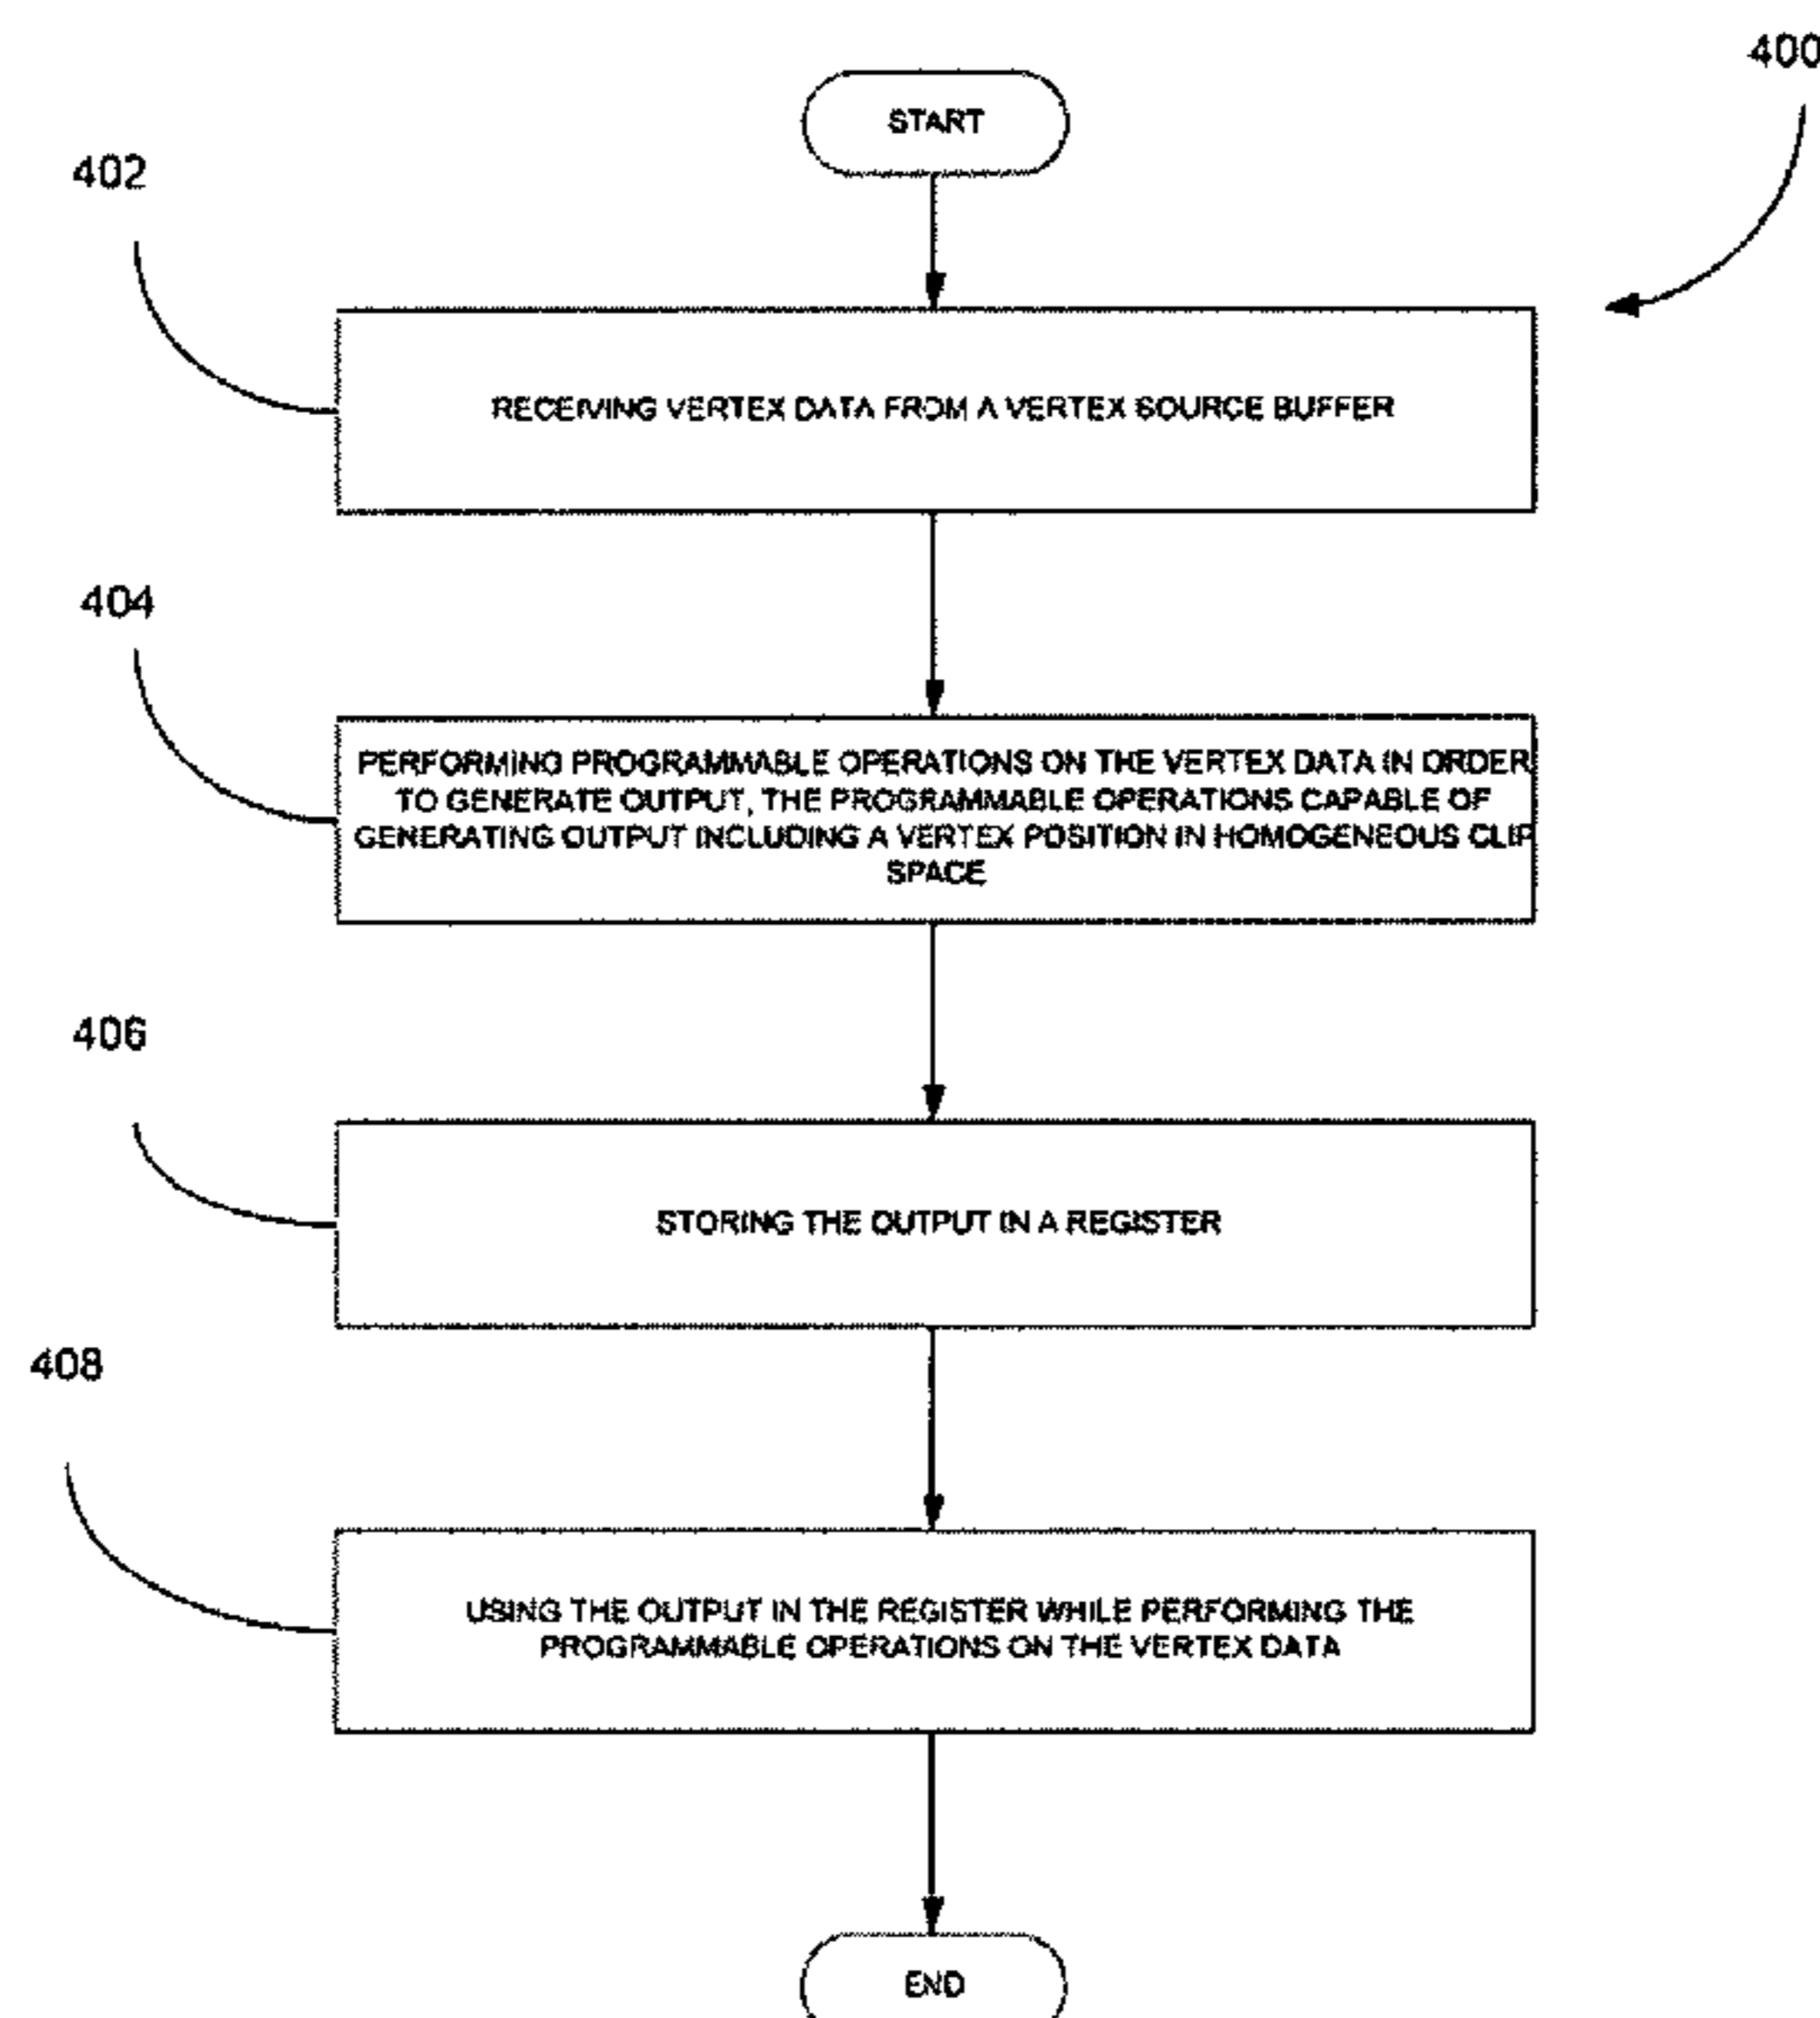 400
START
402
RECEIVING VERTEX DATA FROM A VERTEX SOURCE BUFFER
404
PERFORMING PROGRAMMABLE OPERATIONS ON THE VERTEX DATA IN ORDER
TO GENERATE OUTPUT, THE PROGRAMMABLE OPERATIONS CAPABLE OF
GENERATING OUTPUT INCLUDING A VERTEX POSITION IN HOMOGENEOUS CLIP
SPACE
406
STORING THE OUTPUT IN A REGISTER
408
USING THE OUTPUT IN THE REGISTER WHILE PERFORMING THE
PROGRAMMABLE OPERATIONS ON THE VERTEX DATA
END